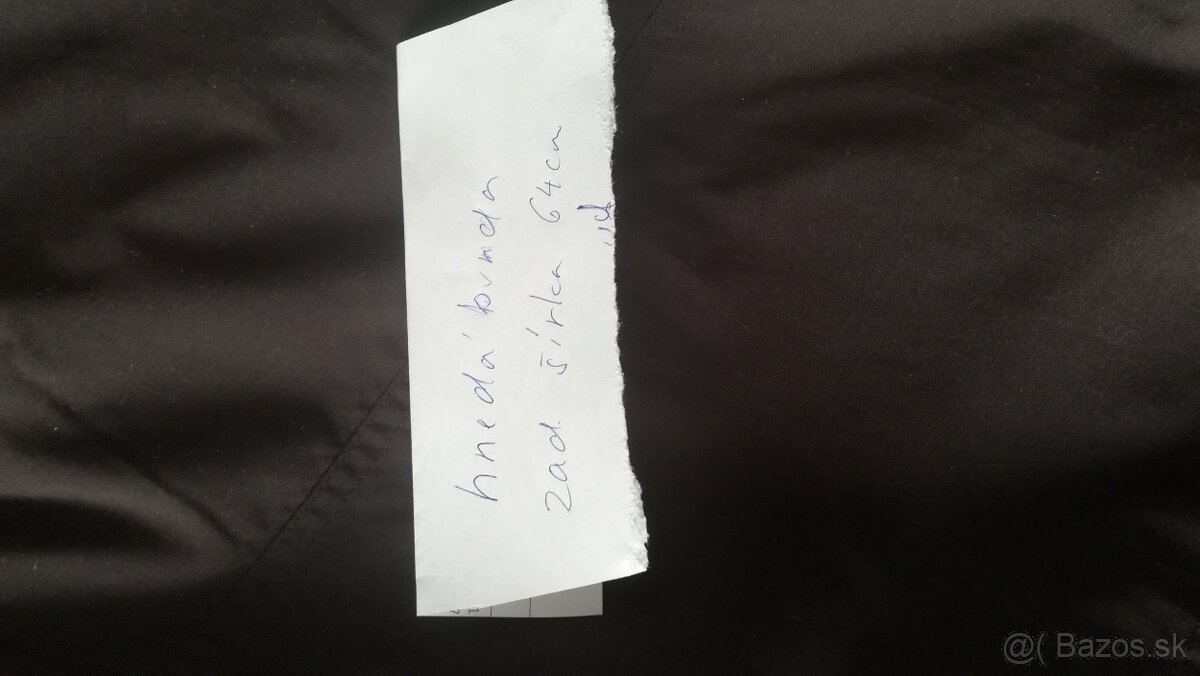 hnedá bunda
zad. šírka 64cm
@( Bazos.sk